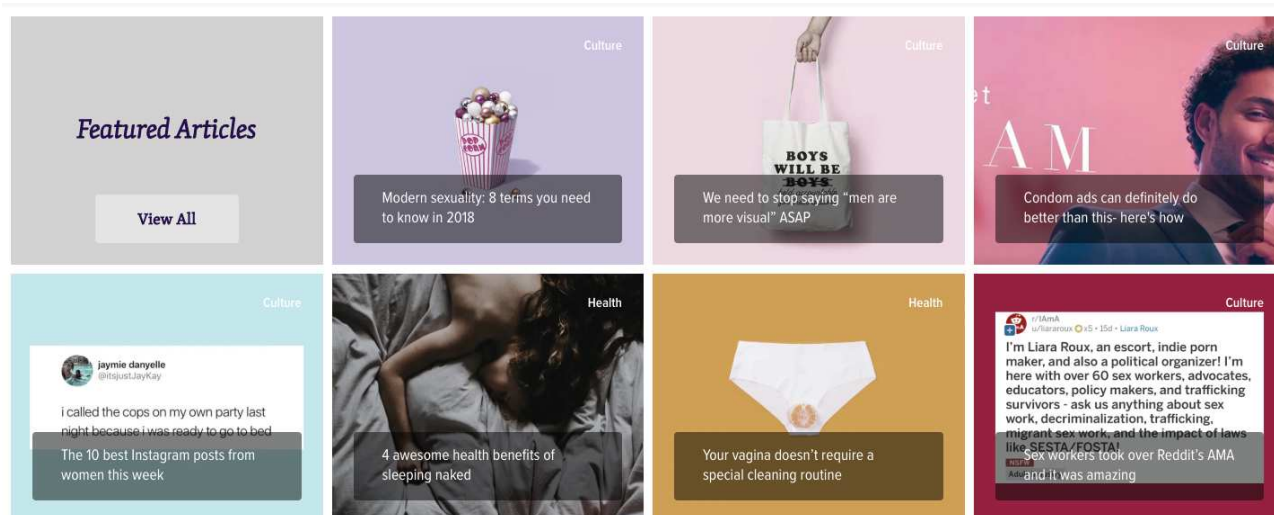 Featured Articles
View All
Culture
POP
CORN
Modern sexuality: 8 terms you need
to know in 2018
Culture
BOYS
WILL BE
BOYS
We need to stop saying “men are
more visual” ASAP
Culture
et
AM
Condom ads can definitely do
better than this- here's how
Culture
jaymie danyelle
@itsjustJayKay
i called the cops on my own party last
night because i was ready to go to bed
The 10 best Instagram posts from
women this week
Health
4 awesome health benefits of
sleeping naked
Health
Your vagina doesn't require a
special cleaning routine
Culture
r/IAmA
u/liararoux x5 • 15d • Liara Roux
I'm Liara Roux, an escort, indie porn
maker, and also a political organizer! I'm
here with over 60 sex workers, advocates,
educators, policy makers, and trafficking
survivors - ask us anything about sex
work, decriminalization, trafficking,
migrant sex work, and the impact of laws
like SESTA/FOSTA!
NSFW
Sex workers took over Reddit's AMA
and it was amazing